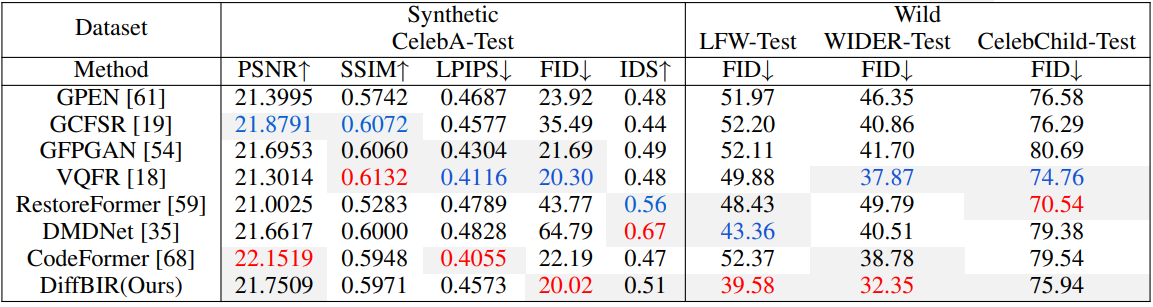 Dataset Synthetic Wild
CelebA-Test LFW-Test WIDER-Test CelebChild-Test
Method PSNR↑ SSIM↑ LPIPS↓ FID↓ IDS↑ FID↓ FID↓ FID↓
GPEN [61] 21.3995 0.5742 0.4687 23.92 0.48 51.97 46.35 76.58
GCFSR [19] 21.8791 0.6072 0.4577 35.49 0.44 52.20 40.86 76.29
GFPGAN [54] 21.6953 0.6060 0.4304 21.69 0.49 52.11 41.70 80.69
VQFR [18] 21.3014 0.6132 0.4116 20.30 0.48 49.88 37.87 74.76
RestoreFormer [59] 21.0025 0.5283 0.4789 43.77 0.56 48.43 49.79 70.54
DMDNet [35] 21.6617 0.6000 0.4828 64.79 0.67 43.36 40.51 79.38
CodeFormer [68] 22.1519 0.5948 0.4055 22.19 0.47 52.37 38.78 79.54
DiffBIR(Ours) 21.7509 0.5971 0.4573 20.02 0.51 39.58 32.35 75.94